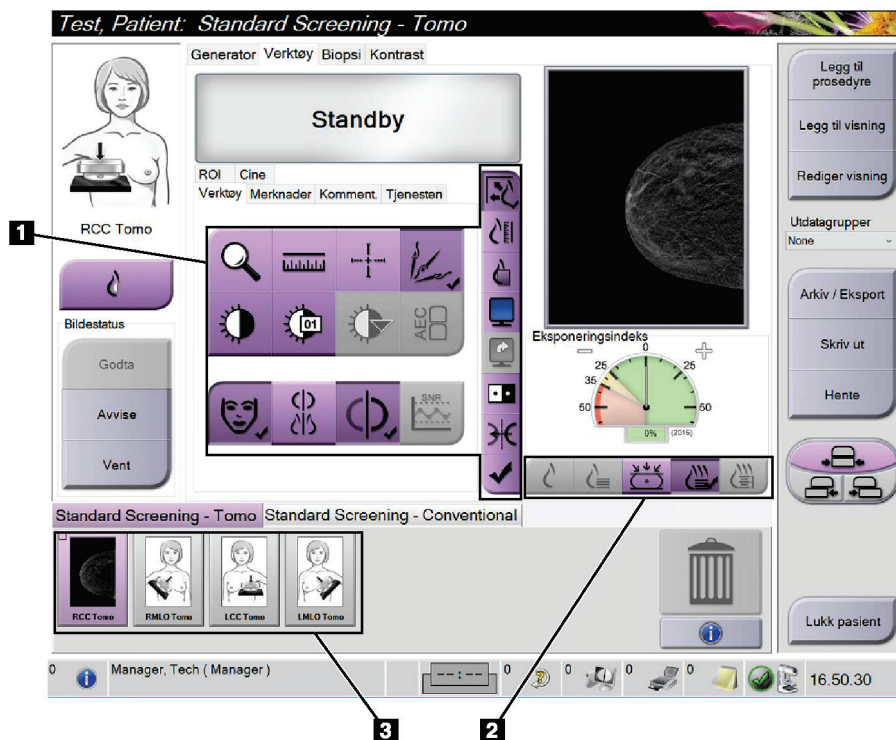 Test, Patient: Standard Screening - Tomo
Generator Verktøy Biopsi Kontrast
Standby
ROI Cine
Verktøy Merknader Komment. Tjenesten
RCC Tomo
1
Bildestatus
Godta
Avvise
Vent
01
AEC
SNR
Eksponeringsindeks
0
25 25
35
50 50
0% (2016)
Legg til
prosedyre
Legg til visning
Rediger visning
Utdatagrupper
None
Arkiv / Eksport
Skriv ut
Hente
Standard Screening - Tomo Standard Screening - Conventional
RCC Tomo RMLO Tomo LCC Tomo LMLO Tomo
Lukk pasient
0 Manager, Tech ( Manager ) --:-- 0 0 0 0 16.50.30
3 2